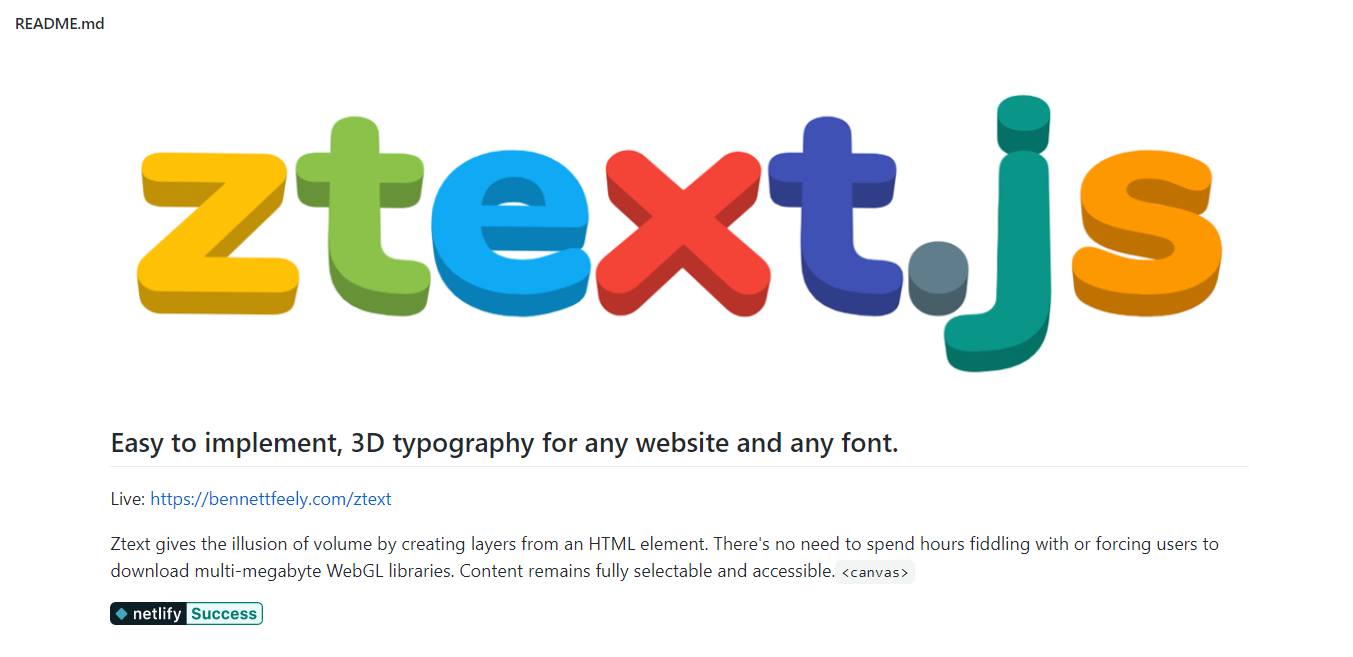 README.md
ztext.js
Easy to implement, 3D typography for any website and any font.
Live: https://bennettfeely.com/ztext
Ztext gives the illusion of volume by creating layers from an HTML element. There's no need to spend hours fiddling with or forcing users to
download multi-megabyte WebGL libraries. Content remains fully selectable and accessible. <canvas>
netlify Success